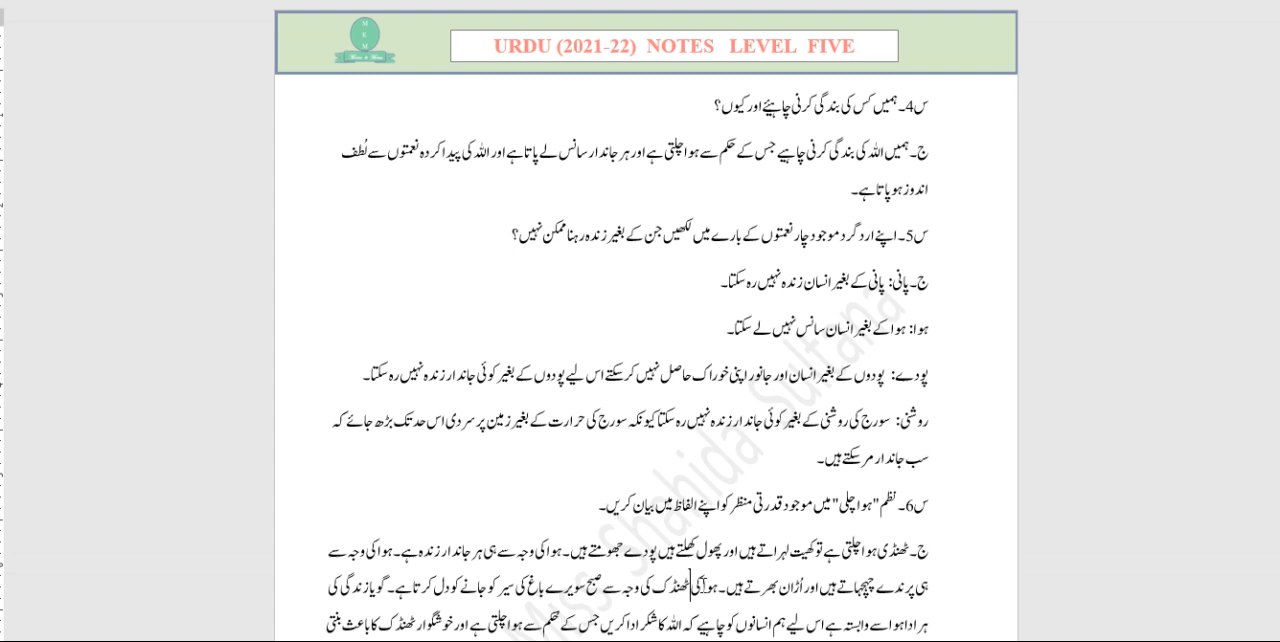 M
K
M
URDU (2021-22) NOTES LEVEL FIVE
س4۔ ہمیں کس کی بندگی کرنی چاہیئے اور کیوں؟
ج۔ ہمیں اللہ کی بندگی کرنی چاہیے جس کے حکم سے ہوا چلتی ہے اور ہر جاندار سانس لے پاتا ہے اور اللہ کی پیدا کردہ نعمتوں سے لُطف
اندوز ہو پاتا ہے۔
س5۔ اپنے ارد گرد موجود چار نعمتوں کے بارے میں لکھیں جن کے بغیر زندہ رہنا ممکن نہیں؟
ج۔ پانی: پانی کے بغیر انسان زندہ نہیں رہ سکتا۔
ہوا: ہوا کے بغیر انسان سانس نہیں لے سکتا۔
پودے: پودوں کے بغیر انسان اور جانور اپنی خوراک حاصل نہیں کر سکتے اس لیے پودوں کے بغیر کوئی جاندار زندہ نہیں رہ سکتا۔
روشنی: سورج کی روشنی کے بغیر کوئی جاندار زندہ نہیں رہ سکتا کیونکہ سورج کی حرارت کے بغیر زمین پر سردی اس حد تک بڑھ جائے کہ
سب جاندار مر سکتے ہیں۔
س6۔ نظم "ہوا چلی" میں موجود قدرتی منظر کو اپنے الفاظ میں بیان کریں۔
ج۔ ٹھنڈی ہوا چلتی ہے تو کھیت لہراتے ہیں اور پھول کھلتے ہیں پودے جھومتے ہیں۔ ہوا کی وجہ سے ہی ہر جاندار زندہ ہے۔ ہوا کی وجہ سے
ہی پرندے چہچہاتے ہیں اور اُڑان بھرتے ہیں۔ ہوا کی ٹھنڈک کی وجہ سے صبح سویرے باغ کی سیر کو جانے کو دل کرتا ہے۔ گویا زندگی کی
ہر ادا ہوا سے وابستہ ہے اس لیے ہم انسانوں کو چاہیے کہ اللہ کا شکر ادا کریں جس کے حُکم سے ہوا چلتی ہے اور خوشگوار ٹھنڈک کا باعث بنتی
Miss Shahida Sultana